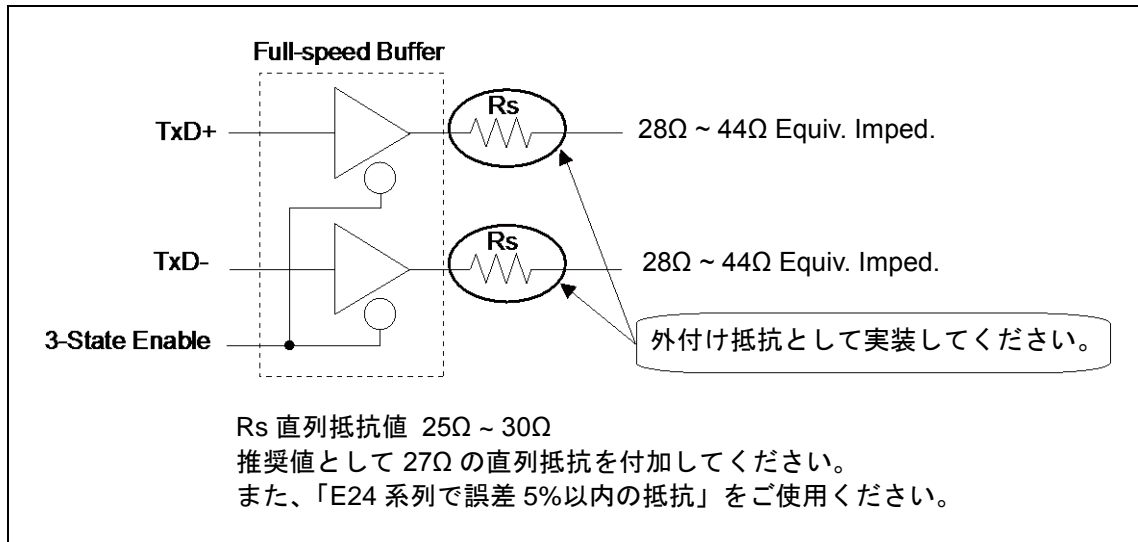 Full-speed Buffer
Rs
TxD+
28Ω ~ 44Ω Equiv. Imped.
Rs
TxD-
28Ω ~ 44Ω Equiv. Imped.
3-State Enable
外付け抵抗として実装してください。
Rs 直列抵抗値 25Ω ~ 30Ω
推奨値として 27Ω の直列抵抗を付加してください。
また、「E24 系列で誤差 5%以内の抵抗」をご使用ください。